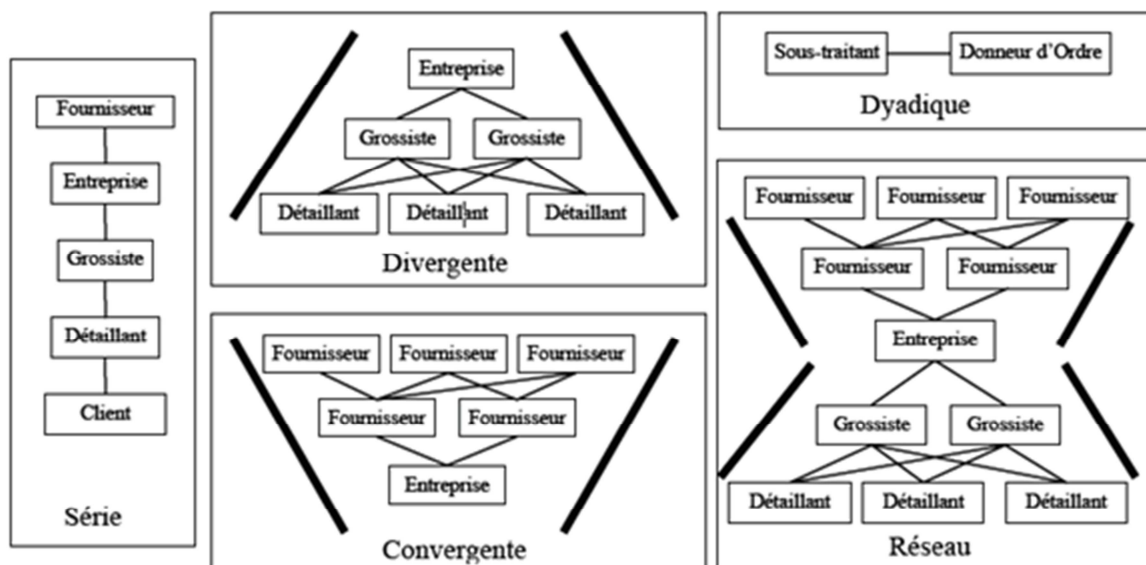 Fournisseur
Entreprise
Grossiste
Détaillant
Client
Série
Entreprise
Grossiste Grossiste
Détaillant Détaillant Détaillant
Divergente
Fournisseur Fournisseur Fournisseur
Fournisseur Fournisseur
Entreprise
Convergente
Sous-traitant Donneur d'Ordre
Dyadique
Fournisseur Fournisseur Fournisseur
Fournisseur Fournisseur
Entreprise
Grossiste Grossiste
Détaillant Détaillant Détaillant
Réseau